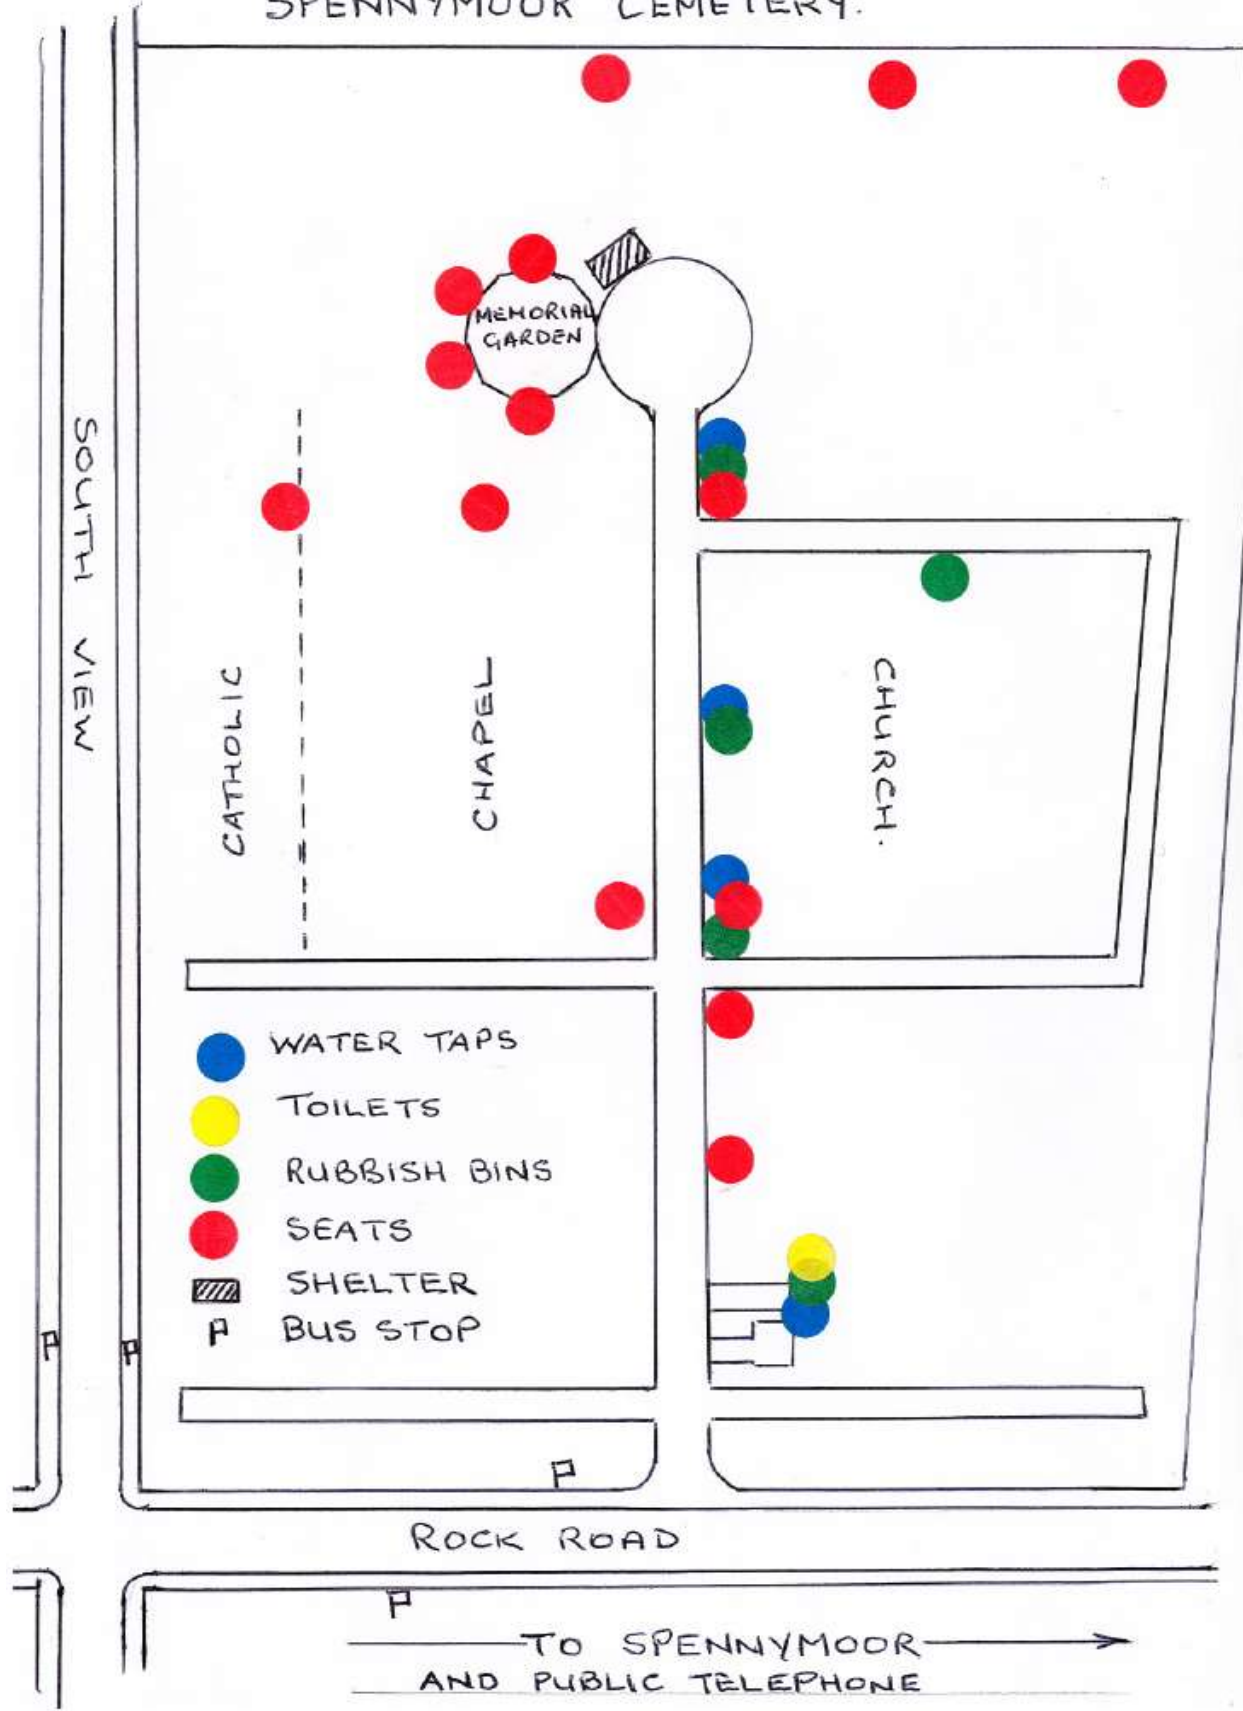 SPENNYMOOR CEMETERY.
MEMORIAL
GARDEN
SOUTH VIEW
CATHOLIC
CHAPEL
CHURCH.
WATER TAPS
TOILETS
RUBBISH BINS
SEATS
SHELTER
P BUS STOP
P
P
P
ROCK ROAD
P
TO SPENNYMOOR
AND PUBLIC TELEPHONE